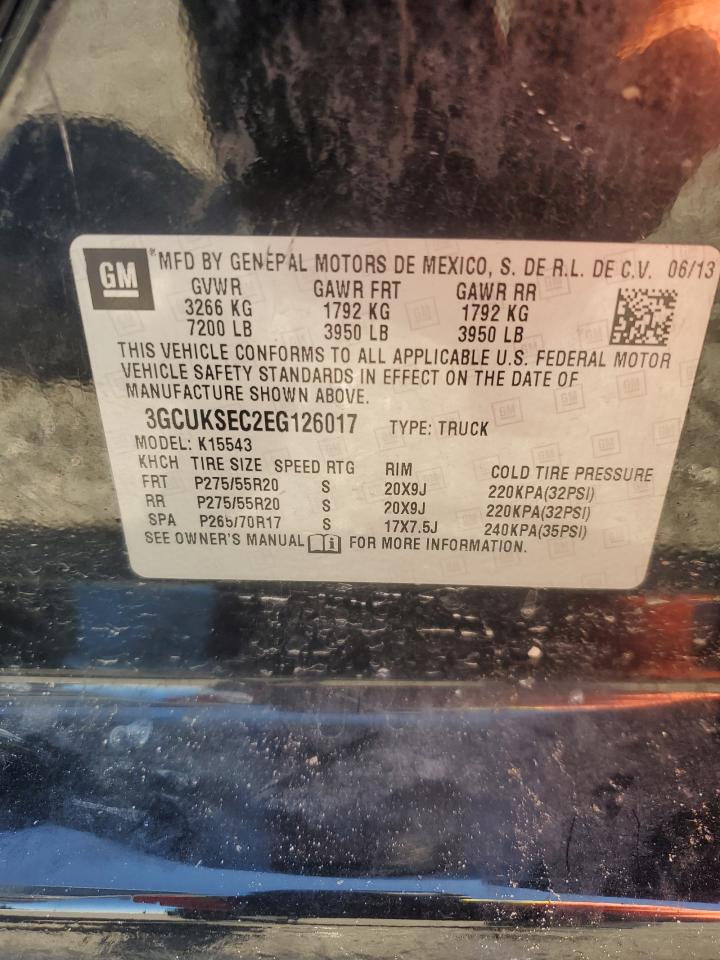 GM *MFD BY GENERAL MOTORS DE MEXICO, S. DE R.L. DE C.V. 06/13
GVWR GAWR FRT GAWR RR
3266 KG 1792 KG 1792 KG
7200 LB 3950 LB 3950 LB
THIS VEHICLE CONFORMS TO ALL APPLICABLE U.S. FEDERAL MOTOR
VEHICLE SAFETY STANDARDS IN EFFECT ON THE DATE OF
MANUFACTURE SHOWN ABOVE.
3GCUKSEC2EG126017 TYPE: TRUCK
MODEL: K15543
KHCH TIRE SIZE SPEED RTG RIM COLD TIRE PRESSURE
FRT P275/55R20 S 20X9J 220KPA(32PSI)
RR P275/55R20 S 20X9J 220KPA(32PSI)
SPA P265/70R17 S 17X7.5J 240KPA(35PSI)
SEE OWNER'S MANUAL FOR MORE INFORMATION.